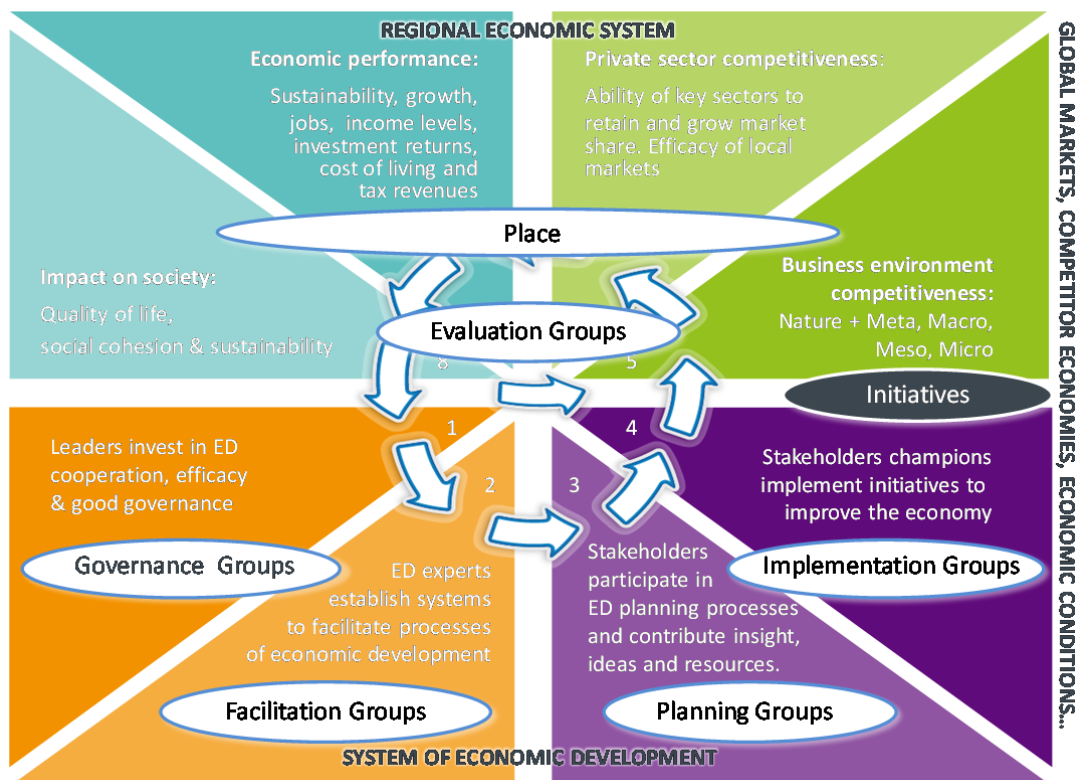 REGIONAL ECONOMIC SYSTEM
Economic performance:
Sustainability, growth,
jobs, income levels,
investment returns,
cost of living and
tax revenues
Private sector competitiveness:
Ability of key sectors to
retain and grow market
share. Efficacy of local
markets
Place
Impact on society:
Quality of life,
social cohesion & sustainability
Evaluation Groups
8
5
Business environment
competitiveness:
Nature + Meta, Macro,
Meso, Micro
Initiatives
Leaders invest in ED
cooperation, efficacy
& good governance
1
2
3
4
Stakeholders champions
implement initiatives to
improve the economy
Governance Groups
ED experts
establish systems
to facilitate processes
of economic development
Stakeholders
participate in
ED planning processes
and contribute insight,
ideas and resources.
Implementation Groups
Facilitation Groups
Planning Groups
SYSTEM OF ECONOMIC DEVELOPMENT
GLOBAL MARKETS, COMPETITOR ECONOMIES, ECONOMIC CONDITIONS...